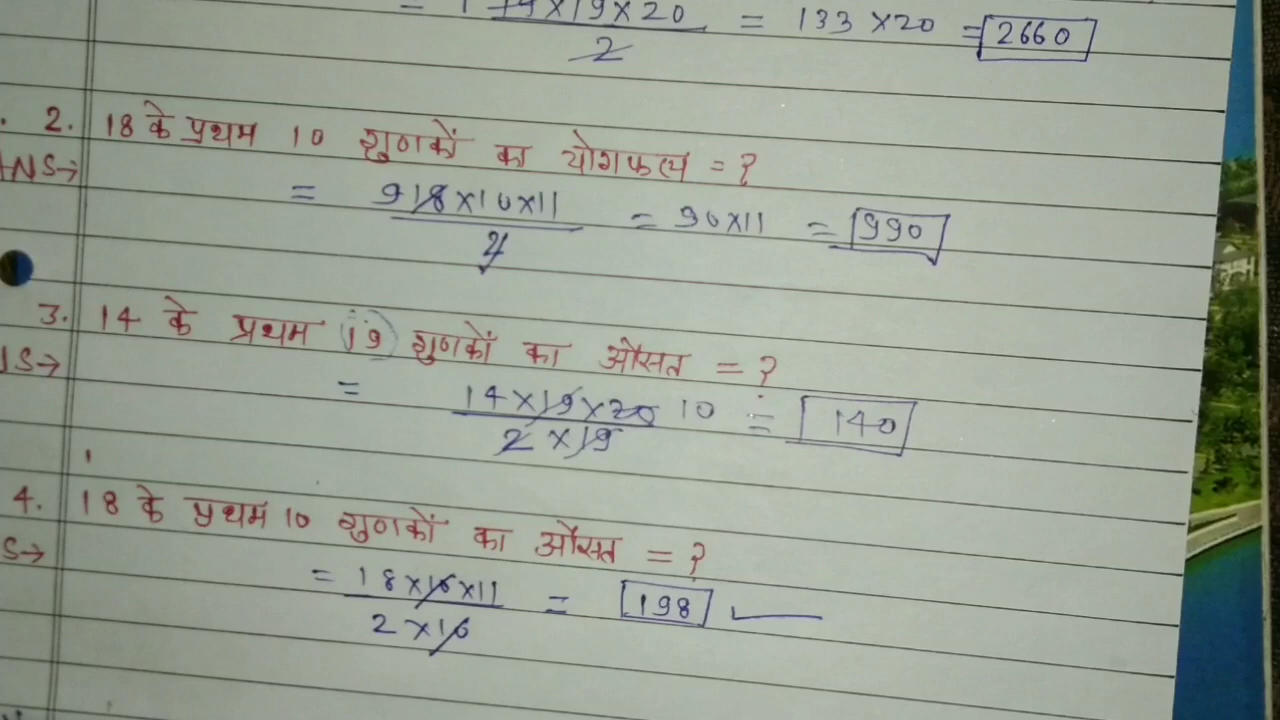 = 14×19×20 / 2 = 133 ×20 = 2660
2. 18 के प्रथम 10 गुणकों का योगफल = ?
ANS→
= 9 18×10×11 / 2 = 90×11 = 990
3. 14 के प्रथम 19 गुणकों का औसत = ?
= 14×19×20 10 / 2×19 = 140
4. 18 के प्रथम 10 गुणकों का औसत = ?
S→
= 18×10×11 / 2×10 = 198